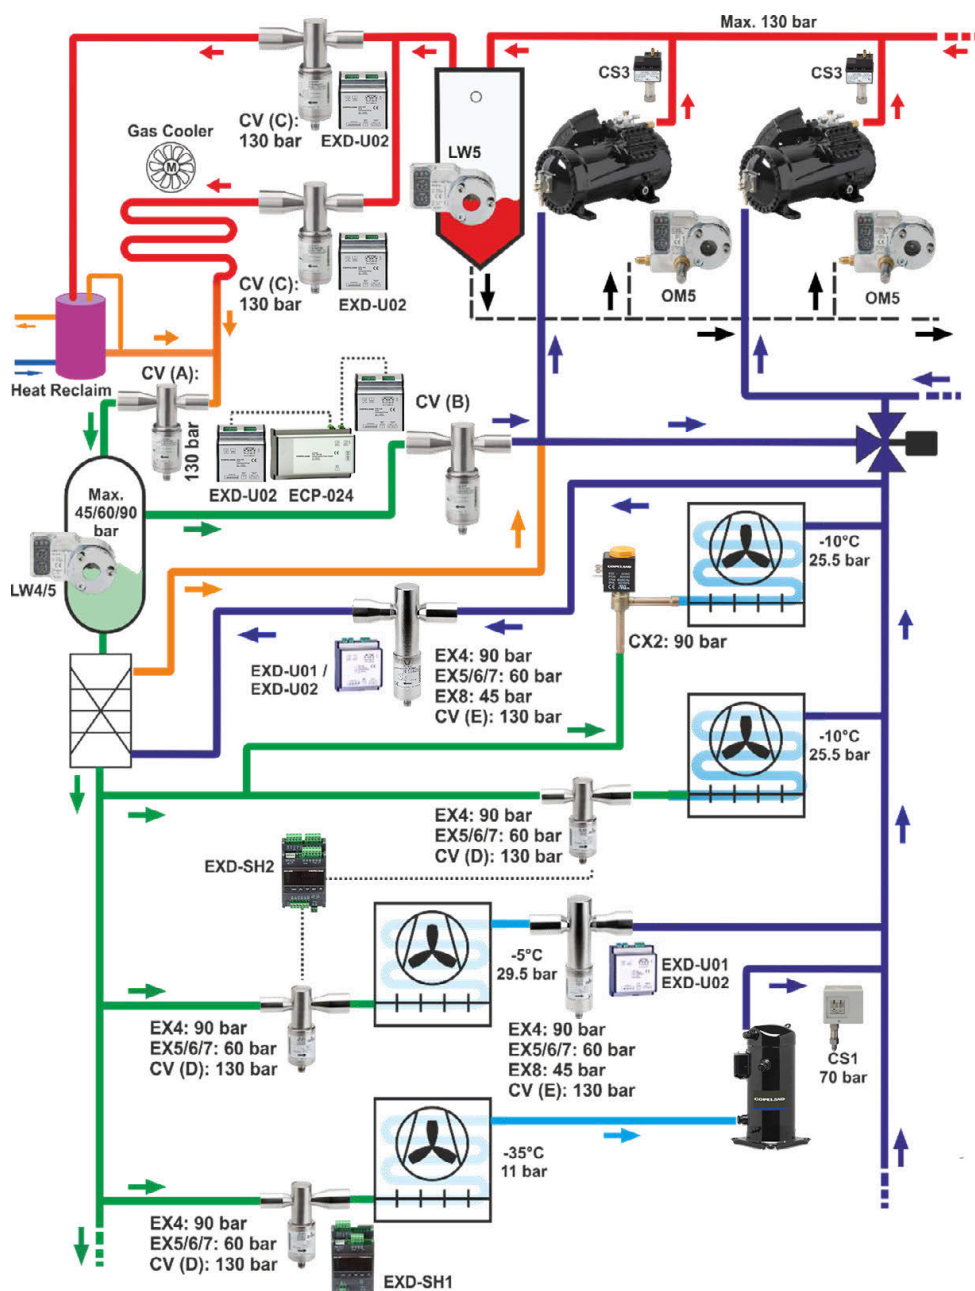 Max. 130 bar
CS3
CS3
CV (C):
130 bar
EXD-U02
Gas Cooler
M
LW5
CV (C):
130 bar
EXD-U02
OM5
OM5
Heat Reclaim
CV (A):
130 bar
CV (B)
EXD-U02
ECP-024
Max.
45/60/90
bar
LW4/5
-10°C
25.5 bar
COPELAND
CX2: 90 bar
EXD-U01 /
EXD-U02
EX4: 90 bar
EX5/6/7: 60 bar
EX8: 45 bar
CV (E): 130 bar
-10°C
25.5 bar
EX4: 90 bar
EX5/6/7: 60 bar
CV (D): 130 bar
EXD-SH2
-5°C
29.5 bar
EXD-U01
EXD-U02
EX4: 90 bar
EX5/6/7: 60 bar
CV (D): 130 bar
EX4: 90 bar
EX5/6/7: 60 bar
EX8: 45 bar
CV (E): 130 bar
CS1
70 bar
COPELAND
-35°C
11 bar
EX4: 90 bar
EX5/6/7: 60 bar
CV (D): 130 bar
EXD-SH1